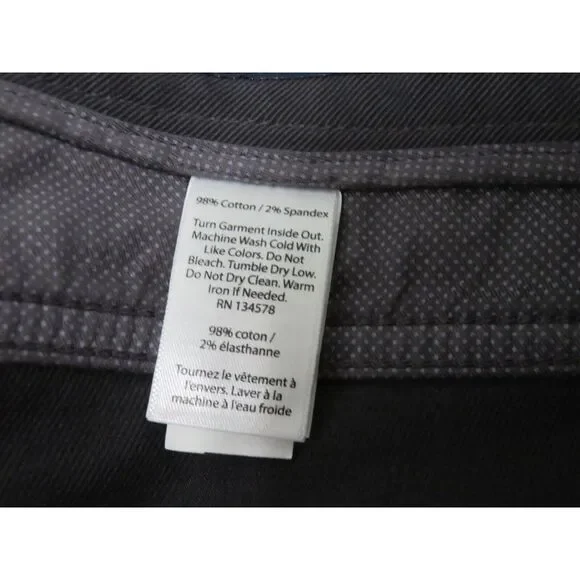 98% Cotton / 2% Spandex
Turn Garment Inside Out.
Machine Wash Cold With
Like Colors. Do Not
Bleach. Tumble Dry Low.
Do Not Dry Clean. Warm
Iron If Needed.
RN 134578
98% coton /
2% élasthanne
Tournez le vêtement à
l'envers. Laver à la
machine à l'eau froide